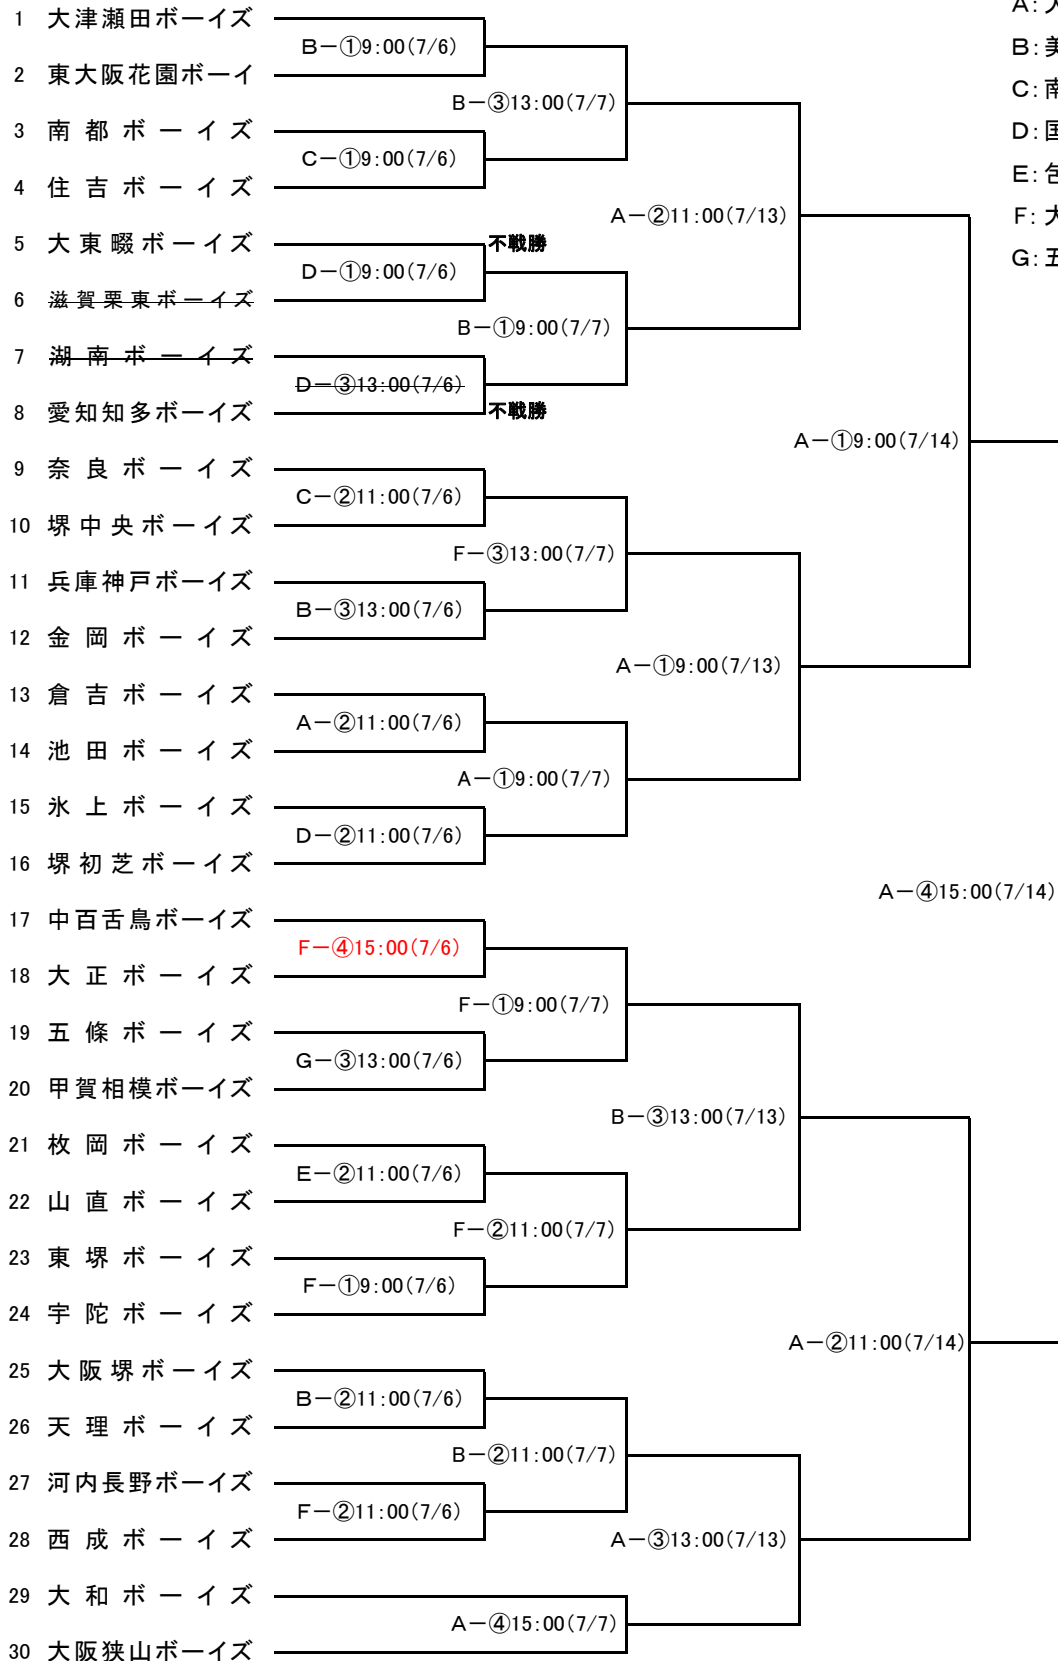 1 大津瀬田ボーイズ
B－①9:00(7/6)
2 東大阪花園ボーイ
B－③13:00(7/7)
3 南都ボーイズ
C－①9:00(7/6)
4 住吉ボーイズ
A－②11:00(7/13)
5 大東畷ボーイズ 不戦勝
D－①9:00(7/6)
6 滋賀栗東ボーイズ
B－①9:00(7/7)
7 湖南ボーイズ
D－③13:00(7/6)
8 愛知知多ボーイズ 不戦勝
A－①9:00(7/14)
9 奈良ボーイズ
C－②11:00(7/6)
10 堺中央ボーイズ
F－③13:00(7/7)
11 兵庫神戸ボーイズ
B－③13:00(7/6)
12 金岡ボーイズ
A－①9:00(7/13)
13 倉吉ボーイズ
A－②11:00(7/6)
14 池田ボーイズ
A－①9:00(7/7)
15 氷上ボーイズ
D－②11:00(7/6)
16 堺初芝ボーイズ
A－④15:00(7/14)
17 中百舌鳥ボーイズ
F－④15:00(7/6)
18 大正ボーイズ
F－①9:00(7/7)
19 五條ボーイズ
G－③13:00(7/6)
20 甲賀相模ボーイズ
B－③13:00(7/13)
21 枚岡ボーイズ
E－②11:00(7/6)
22 山直ボーイズ
F－②11:00(7/7)
23 東堺ボーイズ
F－①9:00(7/6)
24 宇陀ボーイズ
A－②11:00(7/14)
25 大阪堺ボーイズ
B－②11:00(7/6)
26 天理ボーイズ
B－②11:00(7/7)
27 河内長野ボーイズ
F－②11:00(7/6)
28 西成ボーイズ
A－③13:00(7/13)
29 大和ボーイズ
A－④15:00(7/7)
30 大阪狭山ボーイズ
A:
B:
C:
D:
E:
F:
G: